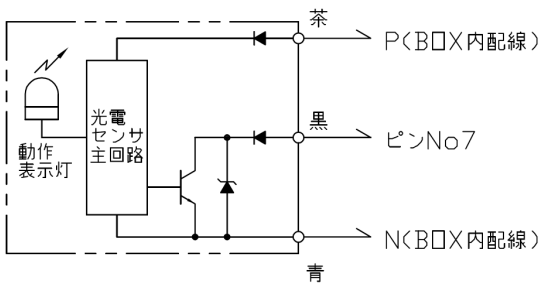 茶
P(BOX内配線)
光電
センサ
主回路
動作
表示灯
黒
ピンNo7
N(BOX内配線)
青